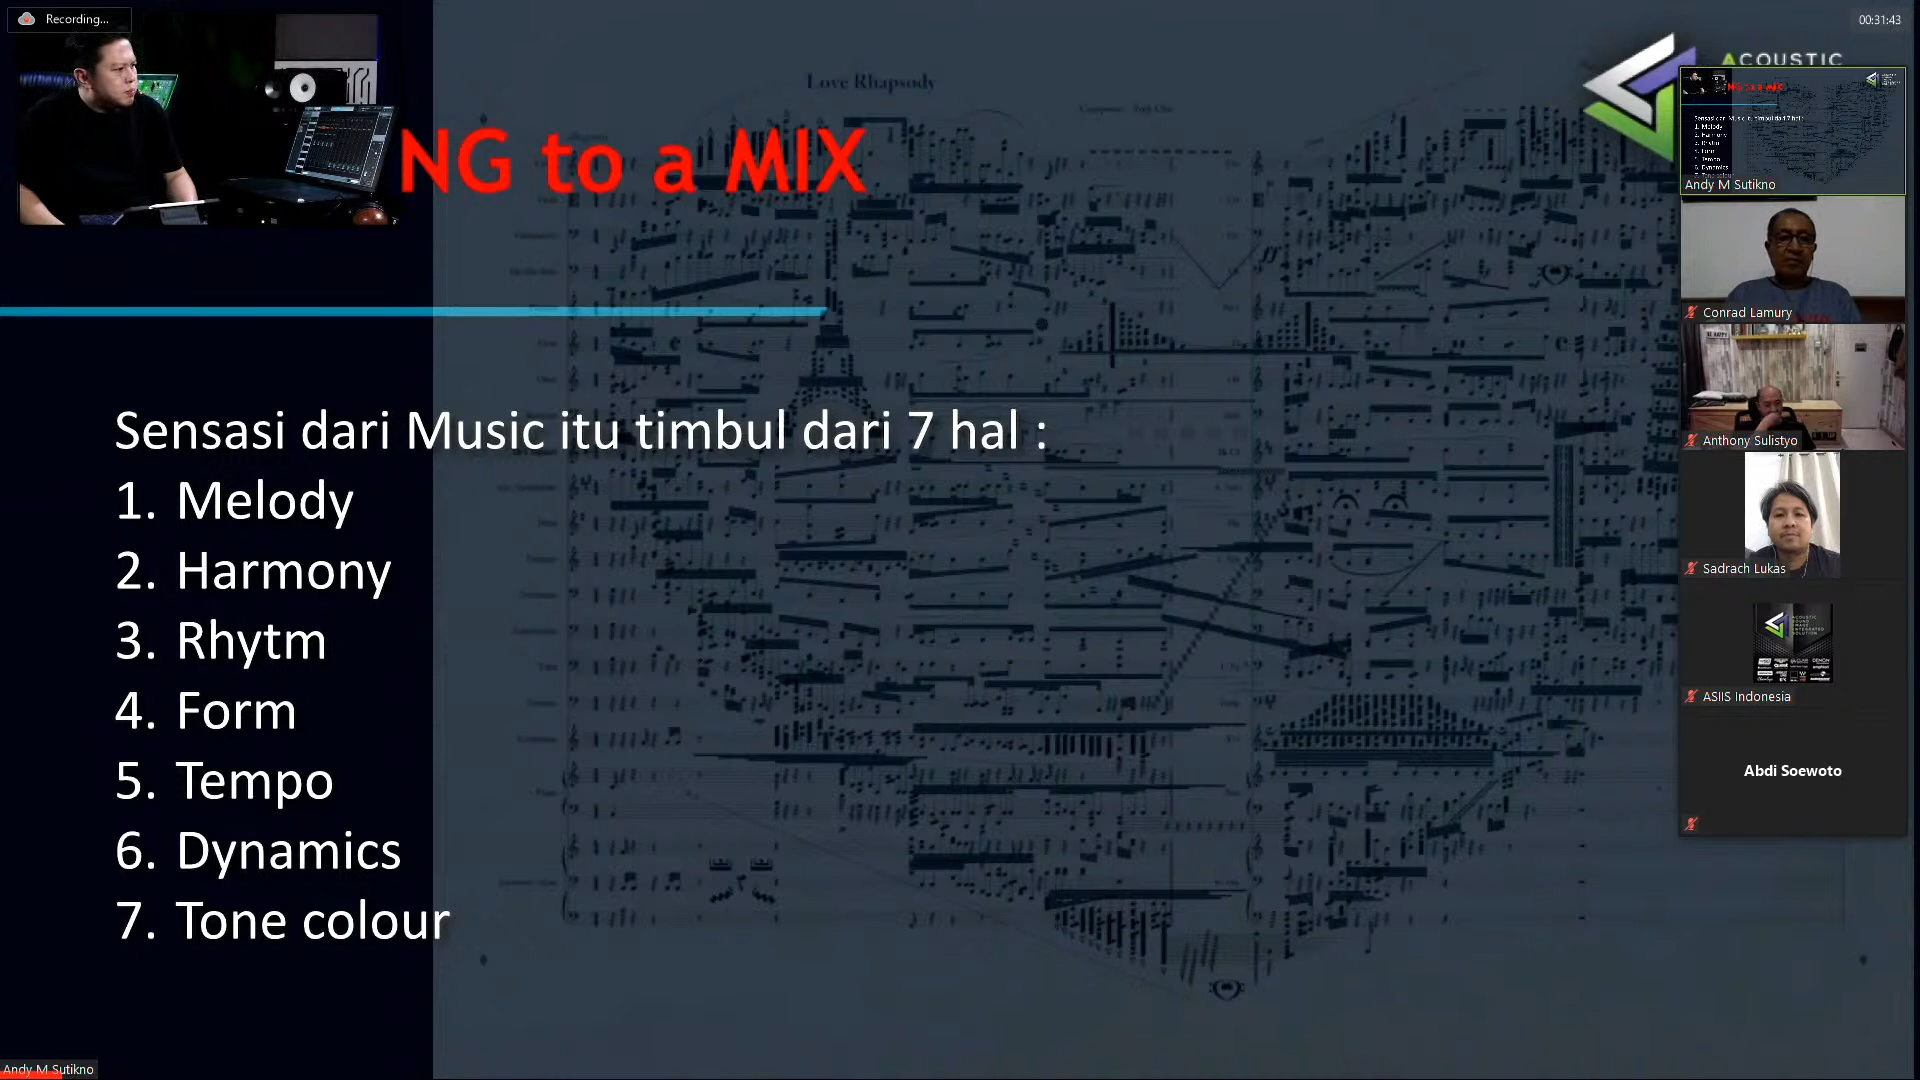 Recording...
00:31:43
Love Rhapsody
ACOUSTIC
NG to a MIX
Sensasi dari Music itu timbul dari 7 hal :
1. Melody
2. Harmony
3. Rhytm
4. Form
5. Tempo
6. Dynamics
7. Tone colour
Andy M Sutikno
Conrad Lamury
Anthony Sulistyo
Sadrach Lukas
ASIIS Indonesia
Abdi Soewoto
Andy M Sutikno